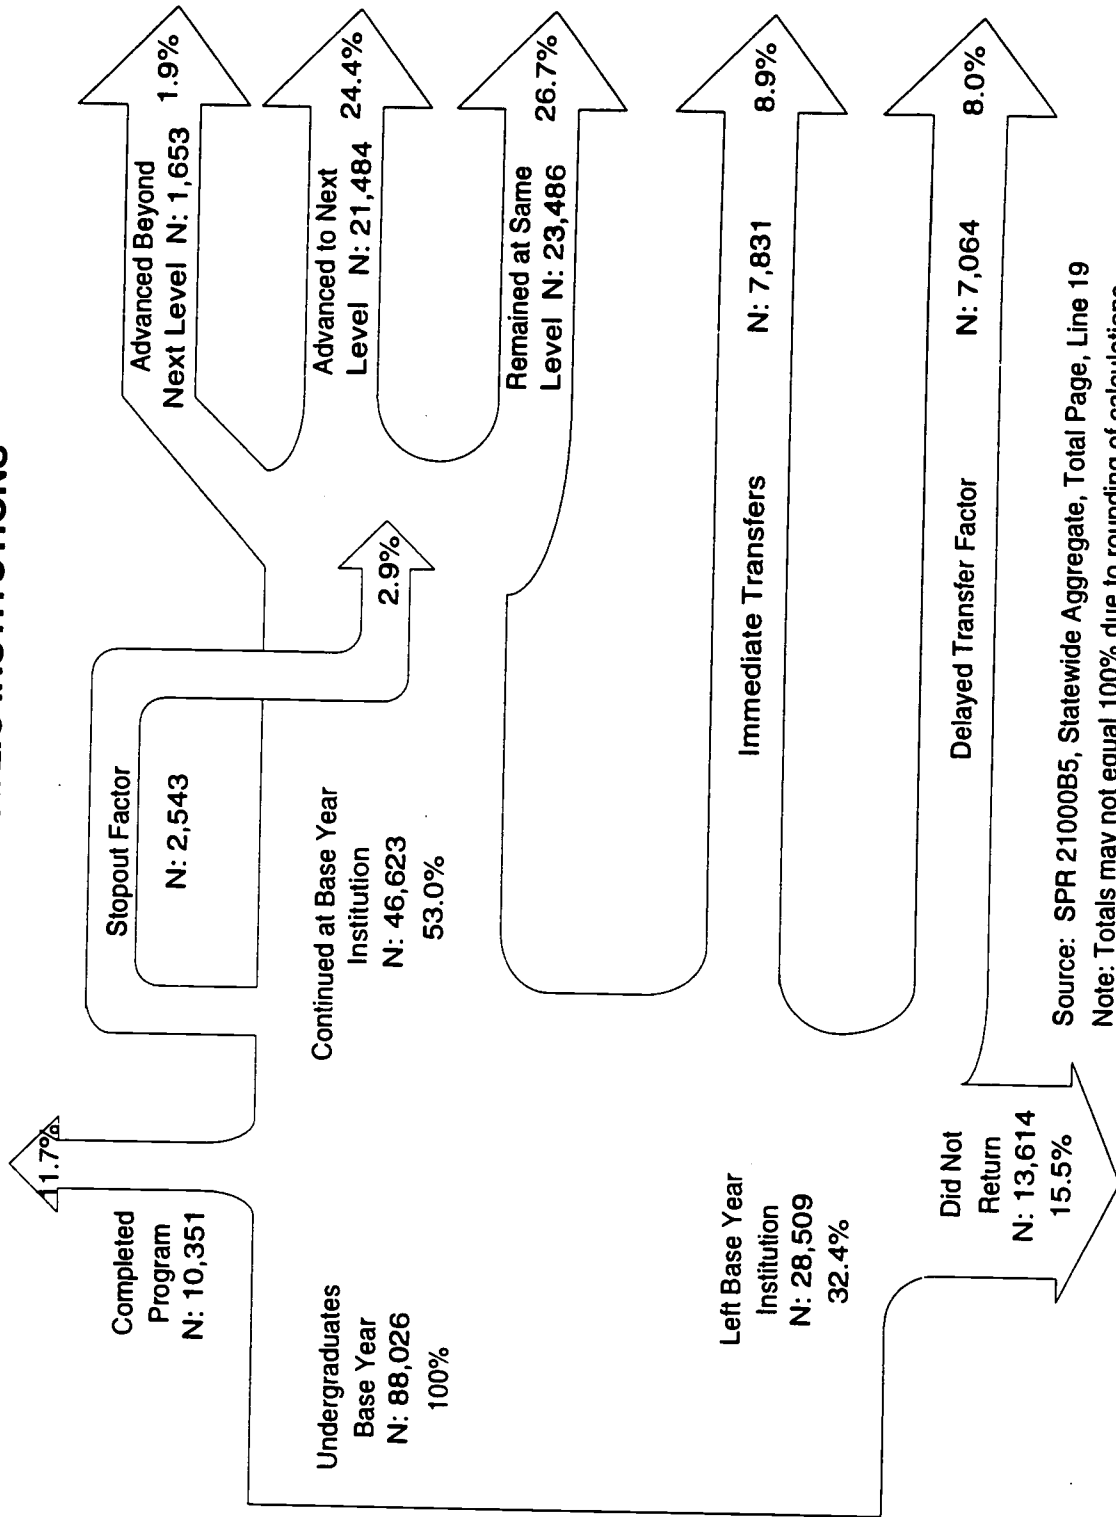 11.7%
Completed
Program
N: 10,351
Stopout Factor
N: 2,543
2.9%
Advanced Beyond
Next Level N: 1,653
1.9%
Advanced to Next
Level N: 21,484
24.4%
Remained at Same
Level N: 23,486
26.7%
Undergraduates
Base Year
N: 88,026
100%
Continued at Base Year
Institution
N: 46,623
53.0%
Left Base Year
Institution
N: 28,509
32.4%
Immediate Transfers
N: 7,831
8.9%
Delayed Transfer Factor
N: 7,064
8.0%
Did Not
Return
N: 13,614
15.5%
Source: SPR 21000B5, Statewide Aggregate, Total Page, Line 19
Note: Totals may not equal 100% due to rounding of calculations